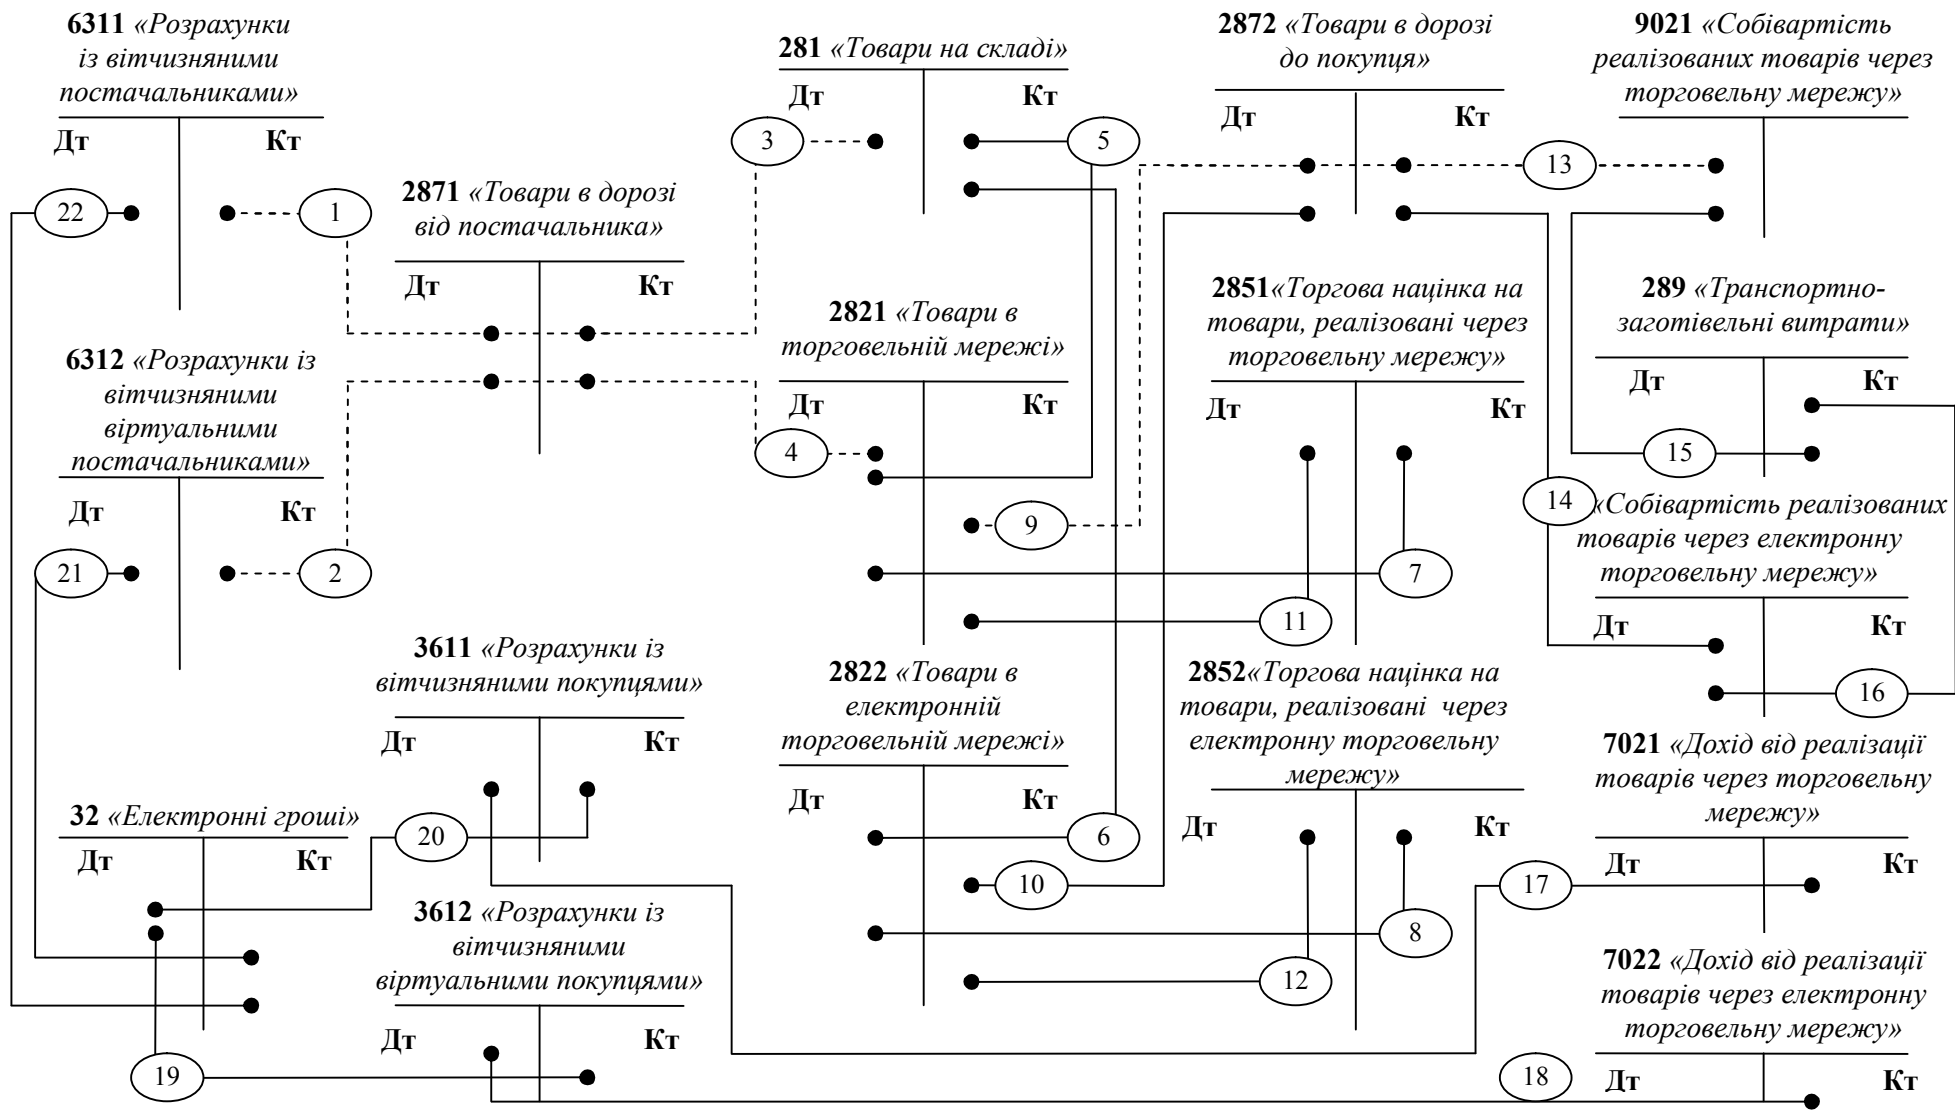 6311 «Розрахунки
із вітчизняними
постачальниками»
Дт Кт
22
1
6312 «Розрахунки із
вітчизняними
віртуальними
постачальниками»
Дт Кт
21
2
32 «Електронні гроші»
Дт Кт
19
2871 «Товари в дорозі
від постачальника»
Дт Кт
3611 «Розрахунки із
вітчизняними покупцями»
Дт Кт
20
3612 «Розрахунки із
вітчизняними
віртуальними покупцями»
Дт Кт
281 «Товари на складі»
Дт Кт
3
5
2821 «Товари в
торговельній мережі»
Дт Кт
4
9
2822 «Товари в
електронній
торговельній мережі»
Дт Кт
6
10
2872 «Товари в дорозі
до покупця»
Дт Кт
13
2851«Торгова націнка на
товари, реалізовані через
торговельну мережу»
Дт Кт
7
11
2852«Торгова націнка на
товари, реалізовані через
електронну торговельну
мережу»
Дт Кт
8
12
9021 «Собівартість
реалізованих товарів через
торговельну мережу»
289 «Транспортно-
заготівельні витрати»
Дт Кт
15
14
«Собівартість реалізованих
товарів через електронну
торговельну мережу»
Дт Кт
16
7021 «Дохід від реалізації
товарів через торговельну
мережу»
Дт Кт
17
7022 «Дохід від реалізації
товарів через електронну
торговельну мережу»
Дт Кт
18